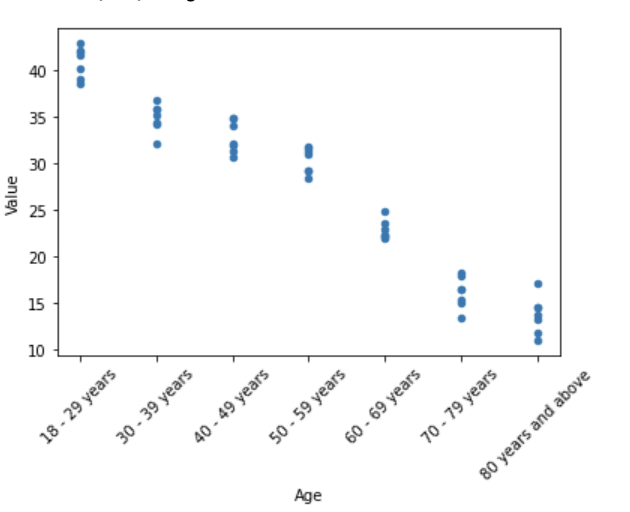 40
35
30
25
20
15
10
Value
18 - 29 years
30 - 39 years
40 - 49 years
50 - 59 years
60 - 69 years
70 - 79 years
80 years and above
Age